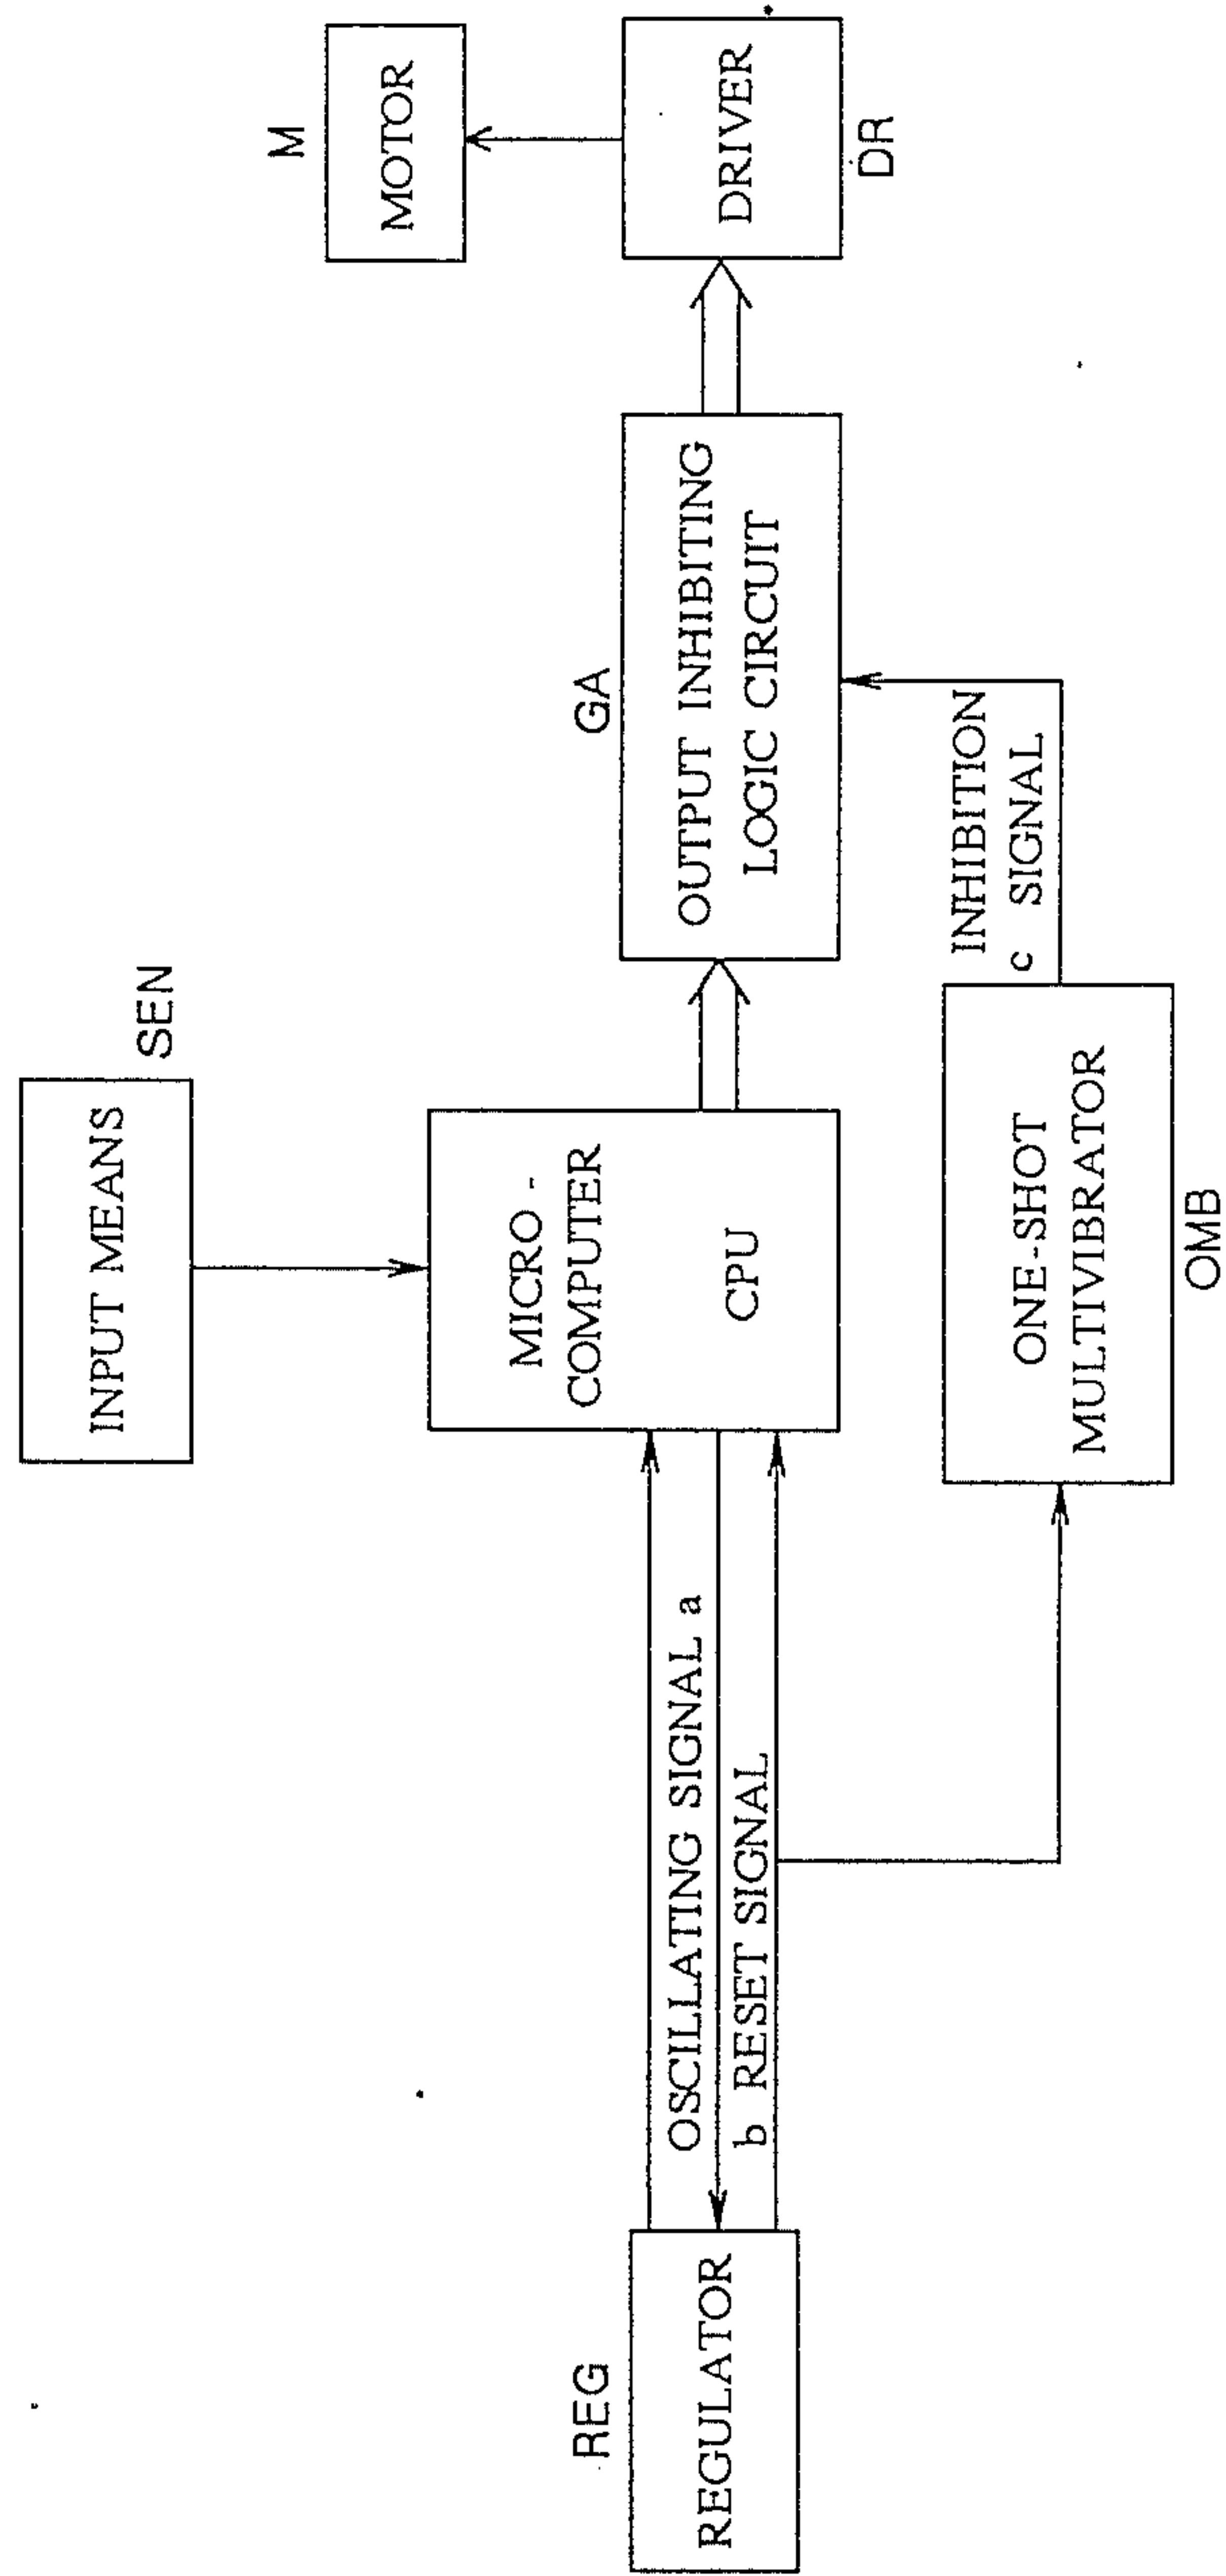 REG
REGULATOR
OSCILLATING SIGNAL a
b RESET SIGNAL
INPUT MEANS
SEN
MICRO -
COMPUTER
CPU
ONE-SHOT
MULTIVIBRATOR
OMB
INHIBITION
c SIGNAL
GA
OUTPUT INHIBITING
LOGIC CIRCUIT
M
MOTOR
DRIVER
DR